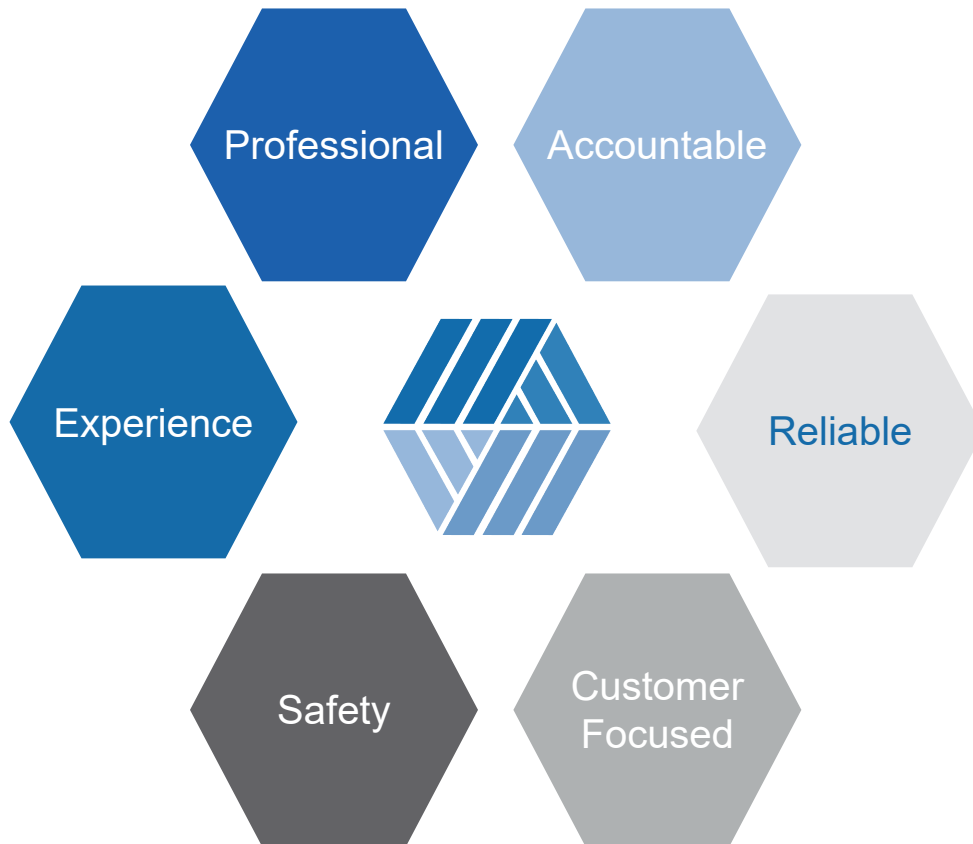 Professional
Accountable
Experience
Reliable
Safety
Customer
Focused